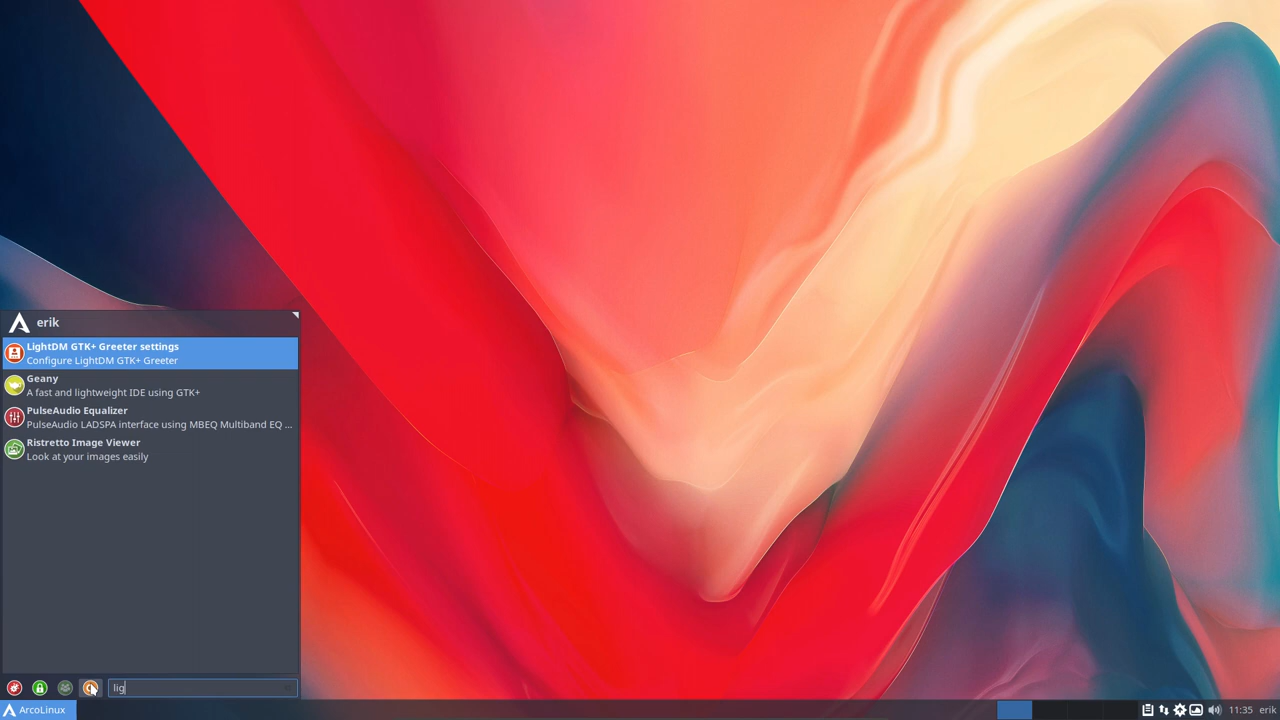 erik
LightDM GTK+ Greeter settings
Configure LightDM GTK+ Greeter
Geany
A fast and lightweight IDE using GTK+
PulseAudio Equalizer
PulseAudio LADSPA interface using MBEQ Multiband EQ ...
Ristretto Image Viewer
Look at your images easily
lig
ArcoLinux
11:35 erik